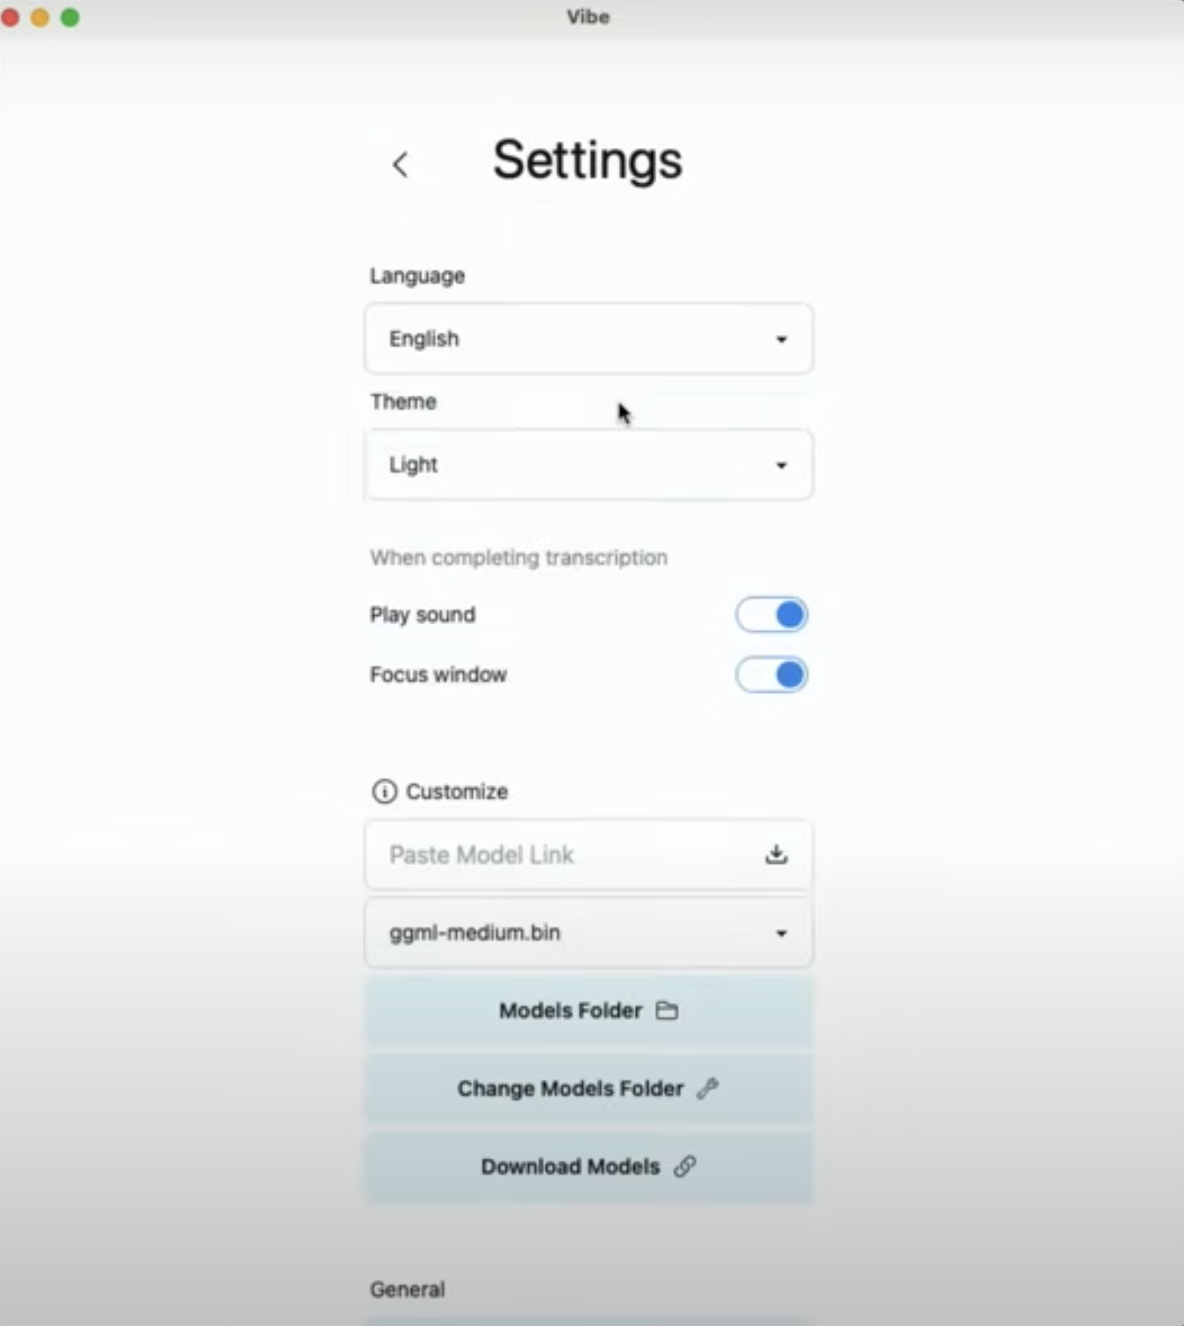 Vibe
Settings
Language
English
Theme
Light
When completing transcription
Play sound
Focus window
Customize
Paste Model Link
ggml-medium.bin
Models Folder
Change Models Folder
Download Models
General